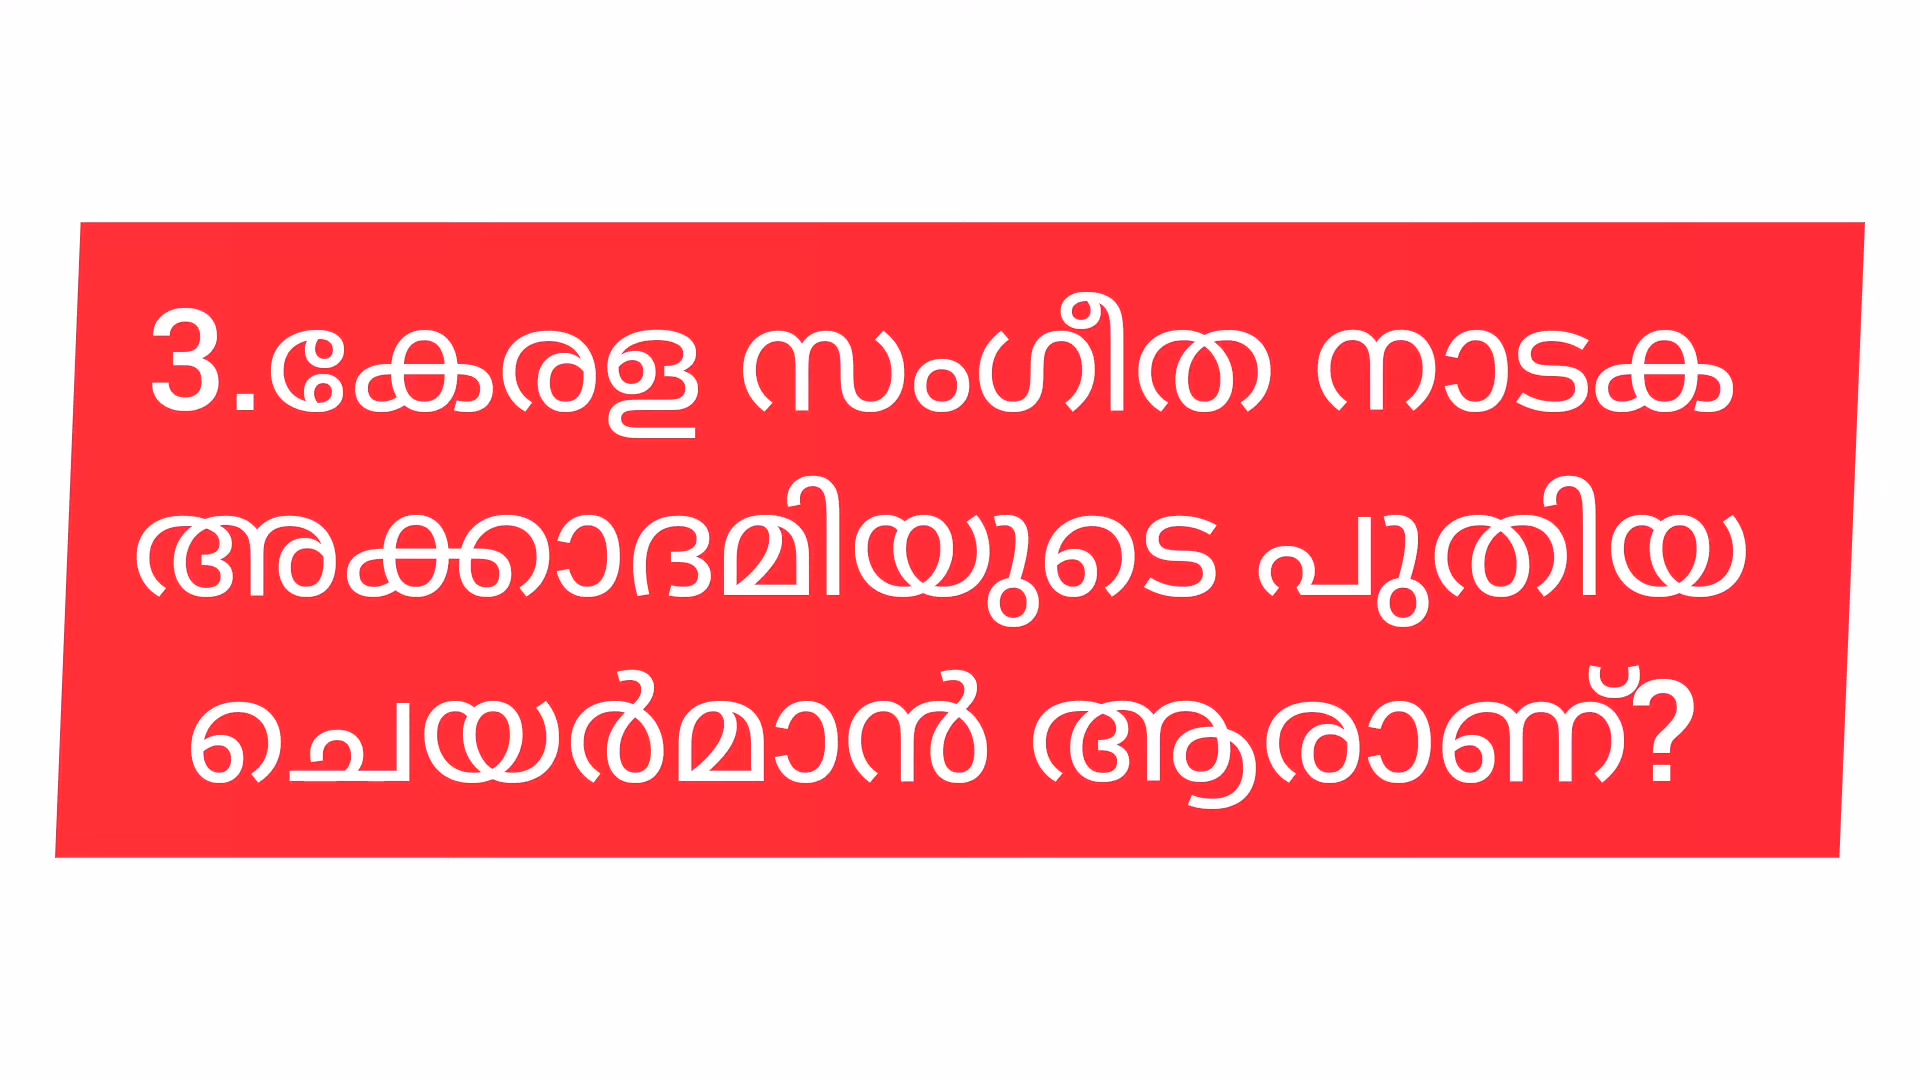 3.കേരള സംഗീത നാടക
അക്കാദമിയുടെ പുതിയ
ചെയർമാൻ ആരാണ്?